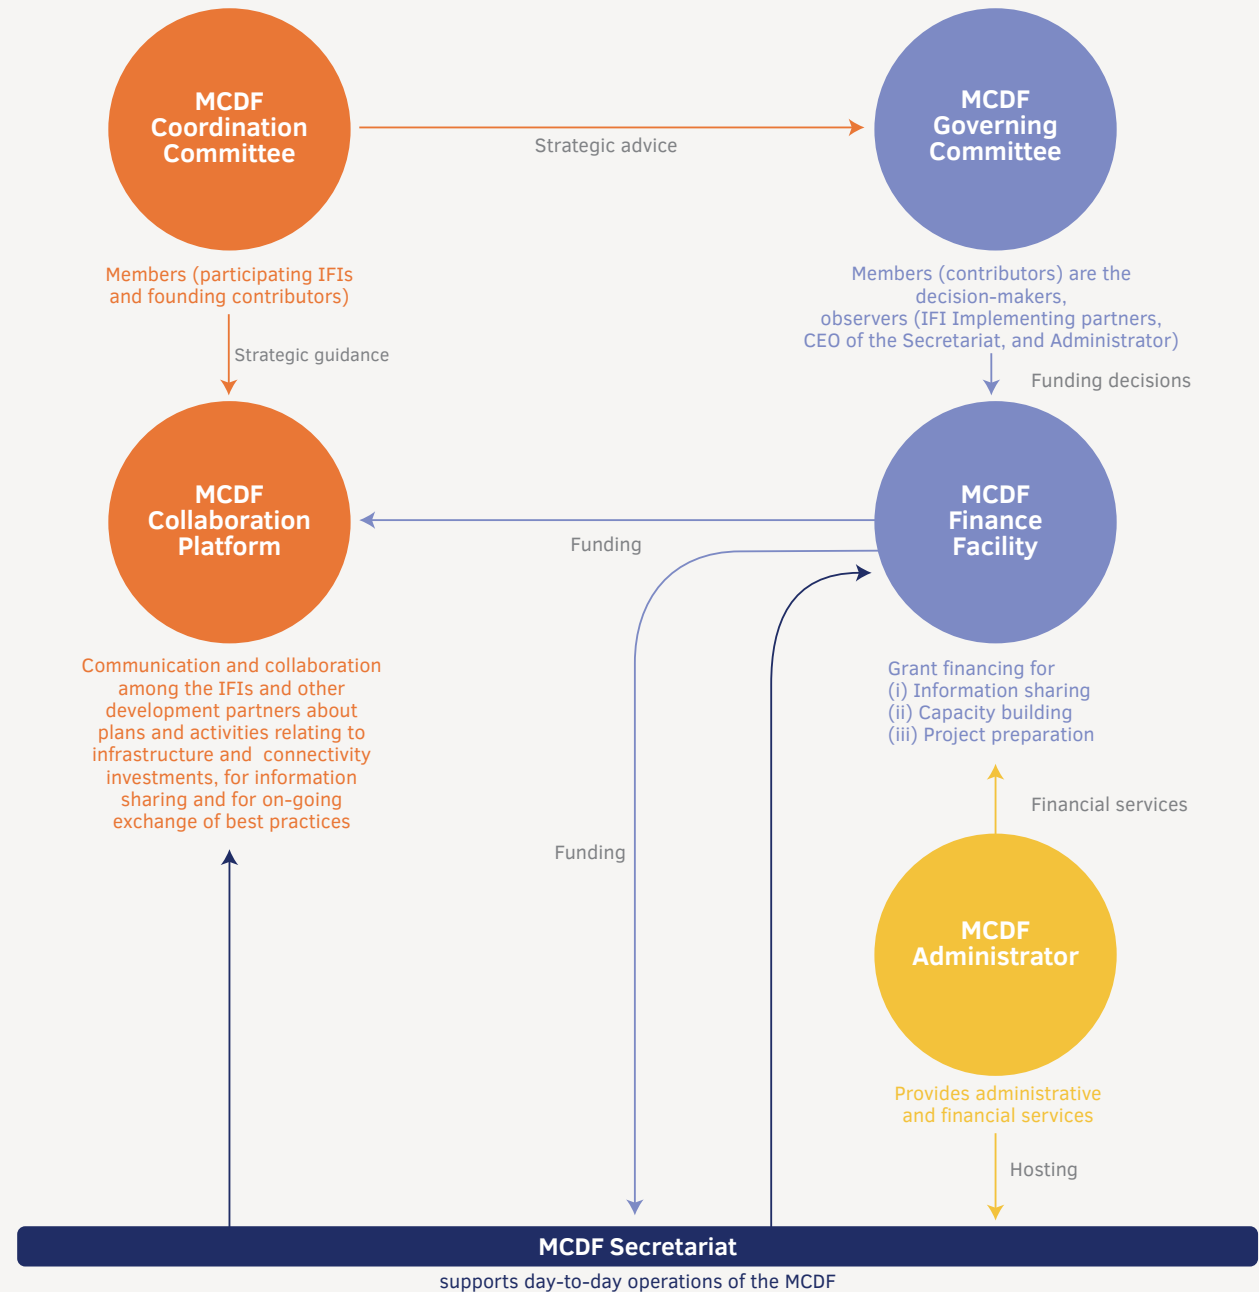 MCDF
Coordination
Committee
Strategic advice
MCDF
Governing
Committee
Members (participating IFIs
and founding contributors)
Members (contributors) are the
decision-makers,
observers (IFI Implementing partners,
CEO of the Secretariat, and Administrator)
Strategic guidance
Funding decisions
MCDF
Collaboration
Platform
Funding
MCDF
Finance
Facility
Communication and collaboration
among the IFIs and other
development partners about
plans and activities relating to
infrastructure and connectivity
investments, for information
sharing and for on-going
exchange of best practices
Grant financing for
(i) Information sharing
(ii) Capacity building
(iii) Project preparation
Financial services
Funding
MCDF
Administrator
Provides administrative
and financial services
Hosting
MCDF Secretariat
supports day-to-day operations of the MCDF